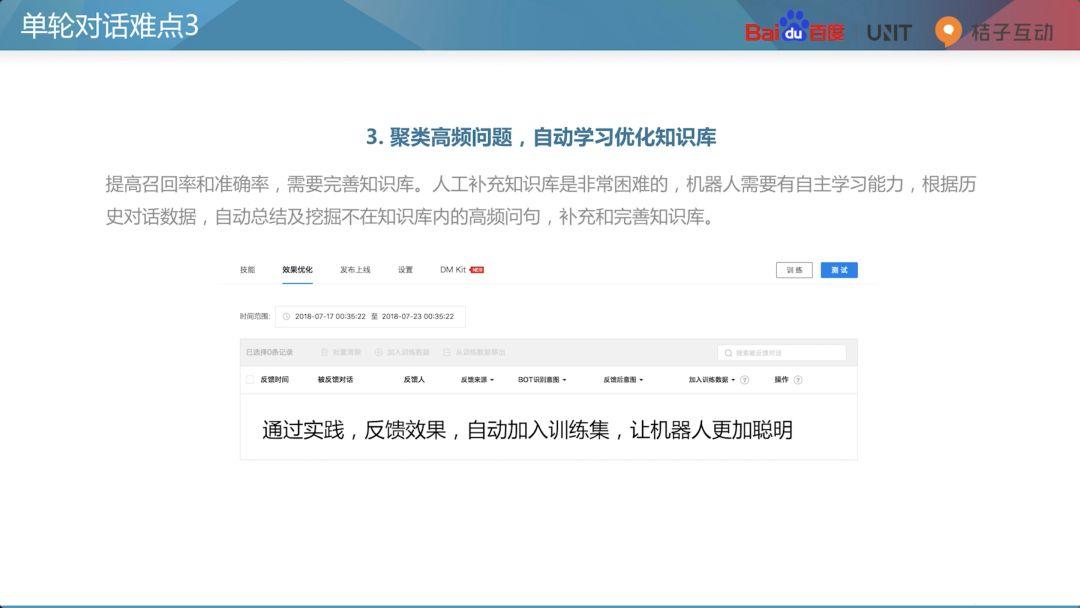 单轮对话难点3
Bai du 百度 UNIT 桔子互动
3. 聚类高频问题，自动学习优化知识库
提高召回率和准确率，需要完善知识库。人工补充知识库是非常困难的，机器人需要有自主学习能力，根据历
史对话数据，自动总结及挖掘不在知识库内的高频问句，补充和完善知识库。
技能 效果优化 发布上线 设置 DM Kit NEW 训练 测试
时间范围: 2018-07-17 00:35:22 至 2018-07-23 00:35:22
已选择0条记录 批量清除 加入训练数据 从训练数据移出 搜索被反馈对话
反馈时间 被反馈对话 反馈人 反馈来源 BOT识别意图 反馈后意图 加入训练数据 ? 操作 ?
通过实践，反馈效果，自动加入训练集，让机器人更加聪明